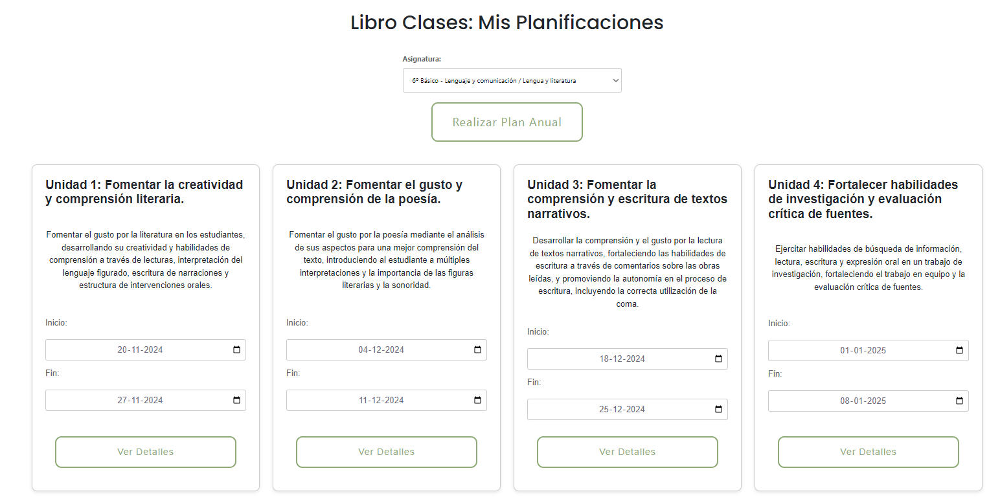 Libro Clases: Mis Planificaciones
Asignatura:
6º Básico - Lenguaje y comunicación / Lengua y literatura
Realizar Plan Anual
Unidad 1: Fomentar la creatividad
y comprensión literaria.
Fomentar el gusto por la literatura en los estudiantes,
desarrollando su creatividad y habilidades de
comprensión a través de lecturas, interpretación del
lenguaje figurado, escritura de narraciones y
estructura de intervenciones orales.
Inicio:
20-11-2024
Fin:
27-11-2024
Ver Detalles
Unidad 2: Fomentar el gusto y
comprensión de la poesía.
Fomentar el gusto por la poesía mediante el análisis
de sus aspectos para una mejor comprensión del
texto, introduciendo al estudiante a múltiples
interpretaciones y la importancia de las figuras
literarias y la sonoridad.
Inicio:
04-12-2024
Fin:
11-12-2024
Ver Detalles
Unidad 3: Fomentar la
comprensión y escritura de textos
narrativos.
Desarrollar la comprensión y el gusto por la lectura
de textos narrativos, fortaleciendo las habilidades de
escritura a través de comentarios sobre las obras
leídas, y promoviendo la autonomía en el proceso de
escritura, incluyendo la correcta utilización de la
coma.
Inicio:
18-12-2024
Fin:
25-12-2024
Ver Detalles
Unidad 4: Fortalecer habilidades
de investigación y evaluación
crítica de fuentes.
Ejercitar habilidades de búsqueda de información,
lectura, escritura y expresión oral en un trabajo de
investigación, fortaleciendo el trabajo en equipo y la
evaluación crítica de fuentes.
Inicio:
01-01-2025
Fin:
08-01-2025
Ver Detalles